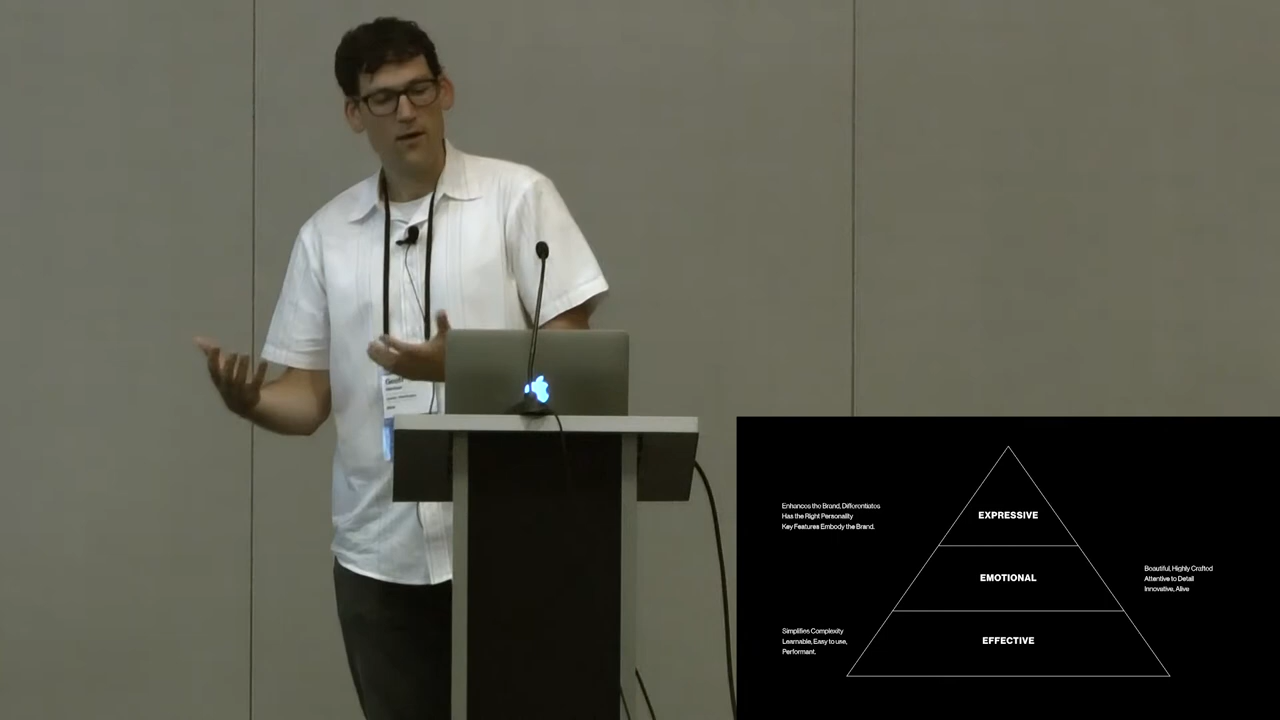 Enhances the Brand, Differentiates
Has the Right Personality
Key Features Embody the Brand.
EXPRESSIVE
EMOTIONAL
Beautiful, Highly Crafted
Attentive to Detail
Innovative, Alive
Simplifies Complexity
Learnable, Easy to use,
Performant.
EFFECTIVE